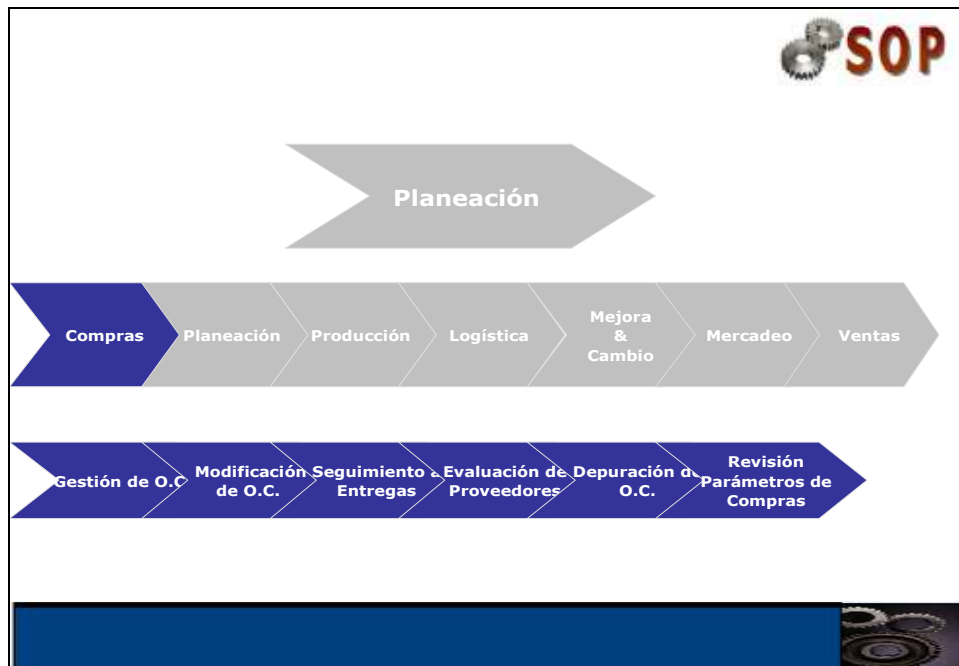 SOP
Planeación
Compras
Planeación
Producción
Logística
Mejora
&
Cambio
Mercadeo
Ventas
Gestión de O.C
Modificación
de O.C.
Seguimiento a
Entregas
Evaluación de
Proveedores
Depuración de
O.C.
Revisión
Parámetros de
Compras